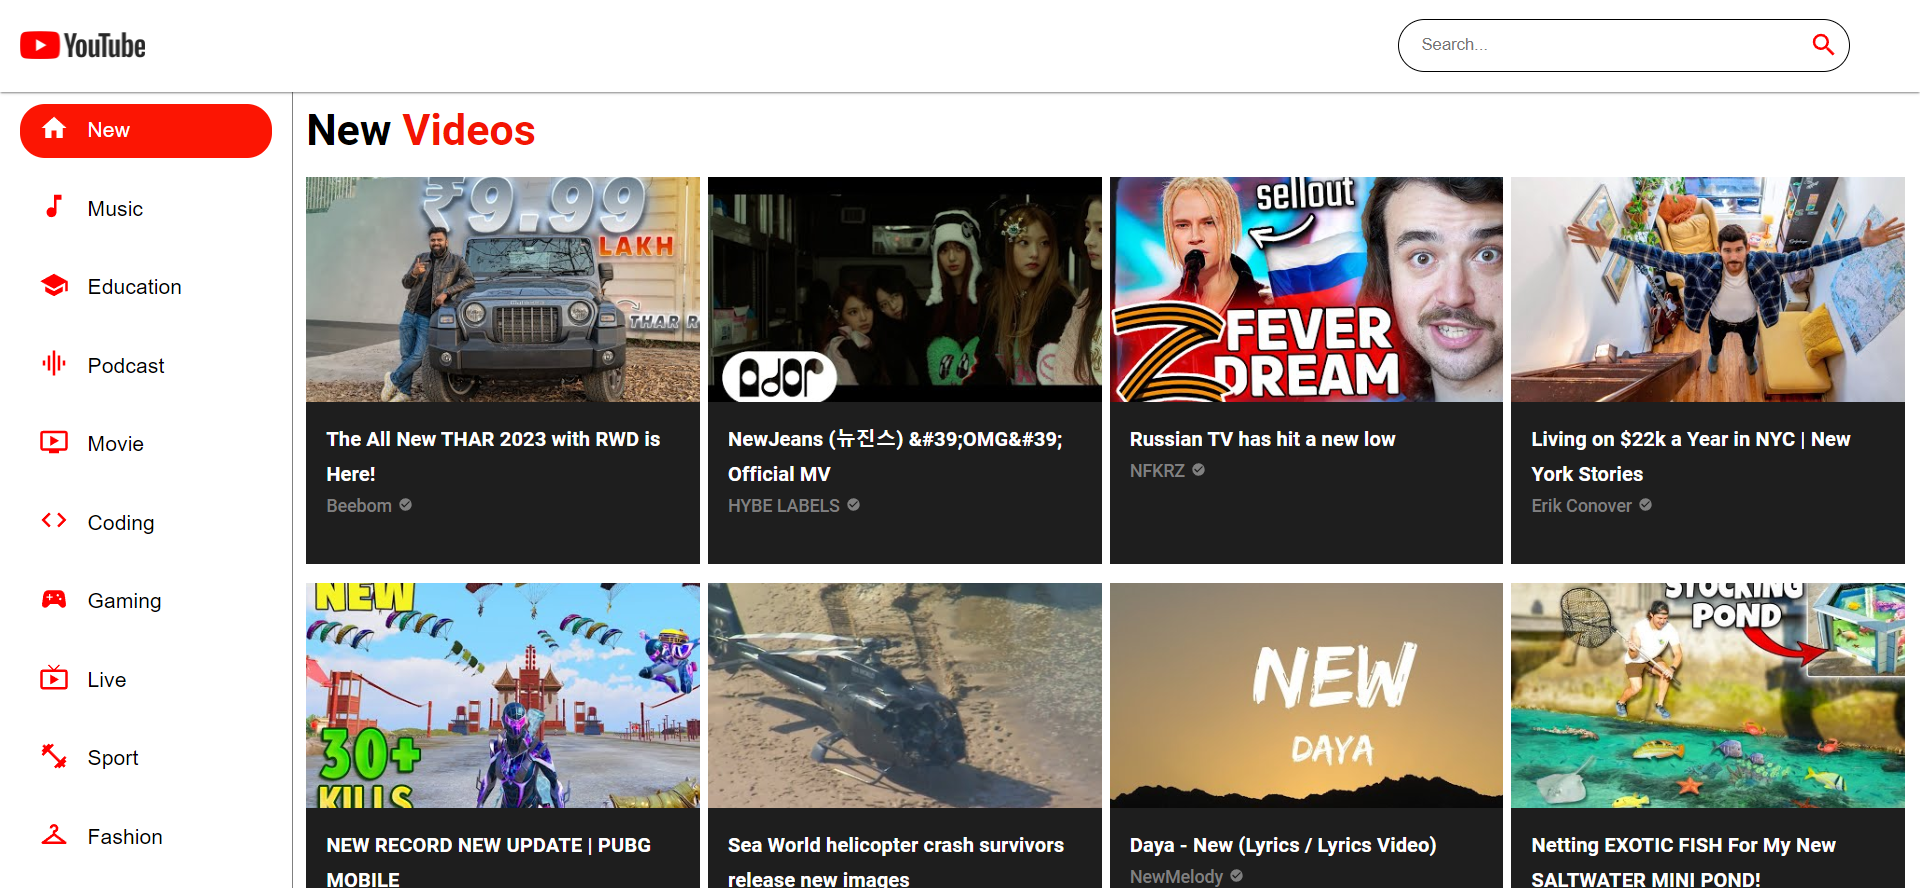 YouTube
Search...
New
Music
Education
Podcast
Movie
Coding
Gaming
Live
Sport
Fashion
New Videos
₹9.99
LAKH
THAR R
The All New THAR 2023 with RWD is
Here!
Beebom
ador
NewJeans (뉴진스) &#39;OMG&#39;
Official MV
HYBE LABELS
sellout
Z FEVER
DREAM
Russian TV has hit a new low
NFKRZ
Living on $22k a Year in NYC | New
York Stories
Erik Conover
NEW
30+
KILLS
NEW RECORD NEW UPDATE | PUBG
MOBILE
Sea World helicopter crash survivors
release new images
NEW
DAYA
Daya - New (Lyrics / Lyrics Video)
NewMelody
STOCKING
POND
Netting EXOTIC FISH For My New
SALTWATER MINI POND!